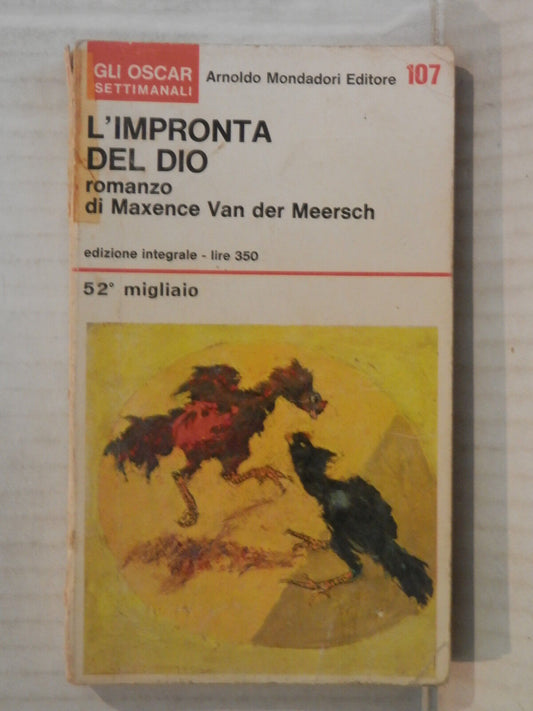 GLI OSCAR
SETTIMANALI
Arnoldo Mondadori Editore 107
L'IMPRONTA
DEL DIO
romanzo
di Maxence Van der Meersch
edizione integrale - lire 350
52° migliaio